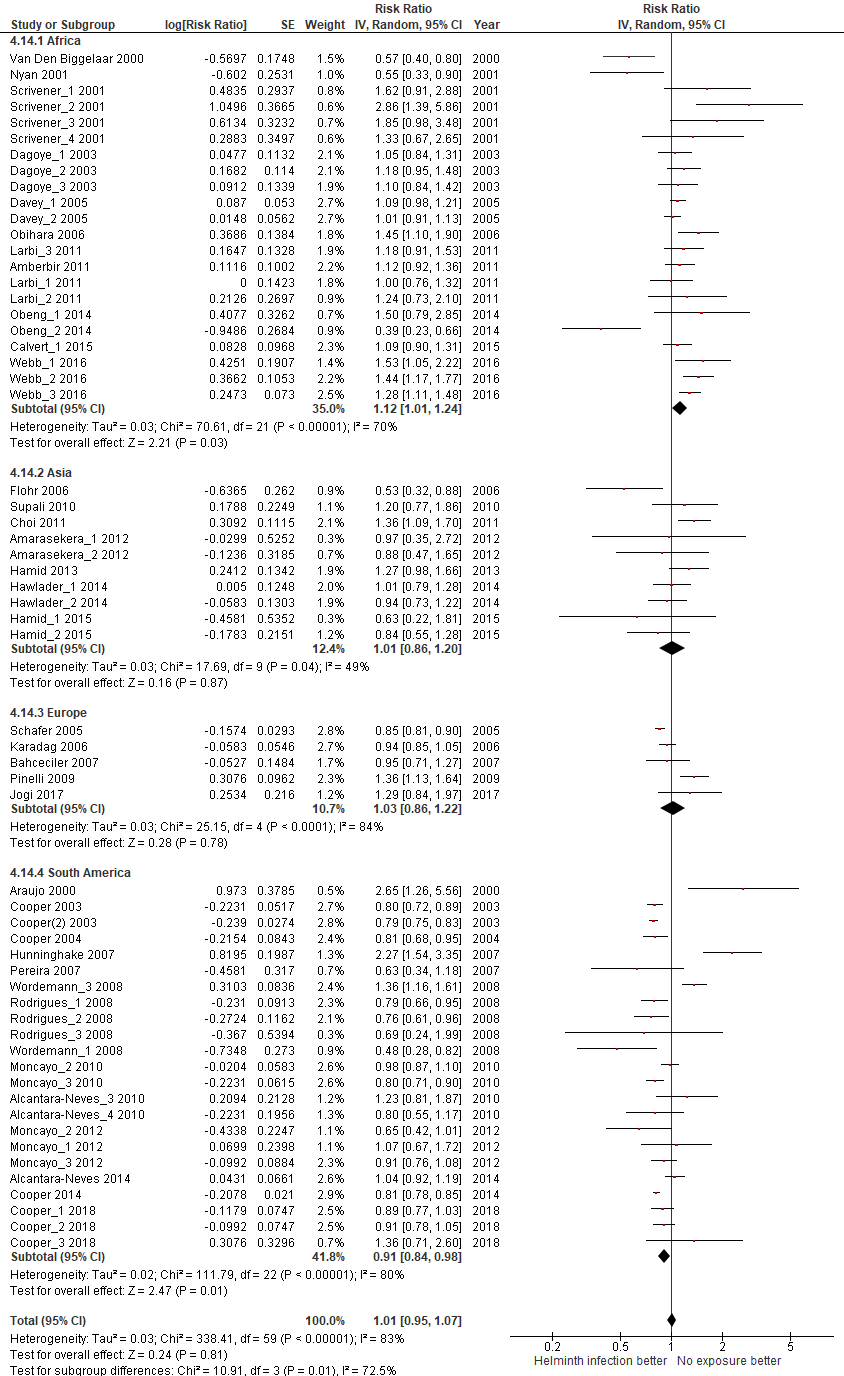 Risk Ratio Risk Ratio
Study or Subgroup log[Risk Ratio] SE Weight IV, Random, 95% CI Year IV, Random, 95% CI
4.14.1 Africa
Van Den Biggelaar 2000 -0.5697 0.1748 1.5% 0.57 [0.40, 0.80] 2000
Nyan 2001 -0.602 0.2531 1.0% 0.55 [0.33, 0.90] 2001
Scrivener_1 2001 0.4835 0.2937 0.8% 1.62 [0.91, 2.88] 2001
Scrivener_2 2001 1.0496 0.3665 0.6% 2.86 [1.39, 5.86] 2001
Scrivener_3 2001 0.6134 0.3232 0.7% 1.85 [0.98, 3.48] 2001
Scrivener_4 2001 0.2883 0.3497 0.6% 1.33 [0.67, 2.65] 2001
Dagoye_1 2003 0.0477 0.1132 2.1% 1.05 [0.84, 1.31] 2003
Dagoye_2 2003 0.1682 0.114 2.1% 1.18 [0.95, 1.48] 2003
Dagoye_3 2003 0.0912 0.1339 1.9% 1.10 [0.84, 1.42] 2003
Davey_1 2005 0.087 0.053 2.7% 1.09 [0.98, 1.21] 2005
Davey_2 2005 0.0148 0.0562 2.6% 1.01 [0.91, 1.13] 2005
Obihara 2006 0.3686 0.1384 1.8% 1.45 [1.10, 1.90] 2006
Larbi_3 2011 0.1647 0.1328 1.9% 1.18 [0.91, 1.53] 2011
Amberbir 2011 0.1116 0.1002 2.2% 1.12 [0.92, 1.36] 2011
Larbi_1 2011 0 0.1423 1.8% 1.00 [0.76, 1.32] 2011
Larbi_2 2011 0.2126 0.2697 0.9% 1.24 [0.73, 2.10] 2011
Obeng_1 2014 0.4077 0.3262 0.7% 1.50 [0.79, 2.85] 2014
Obeng_2 2014 -0.9486 0.2684 0.9% 0.39 [0.23, 0.66] 2014
Calvert_1 2015 0.0828 0.0968 2.3% 1.09 [0.90, 1.31] 2015
Webb_1 2016 0.4251 0.1907 1.4% 1.53 [1.05, 2.22] 2016
Webb_2 2016 0.3662 0.1053 2.2% 1.44 [1.17, 1.77] 2016
Webb_3 2016 0.2473 0.073 2.5% 1.28 [1.11, 1.48] 2016
Subtotal (95% CI) 35.0% 1.12 [1.01, 1.24]
Heterogeneity: Tau² = 0.03; Chi² = 70.61, df = 21 (P < 0.00001); I² = 70%
Test for overall effect: Z = 2.21 (P = 0.03)
4.14.2 Asia
Flohr 2006 -0.6365 0.262 0.9% 0.53 [0.32, 0.88] 2006
Supali 2010 0.1788 0.2249 1.1% 1.20 [0.77, 1.86] 2010
Choi 2011 0.3092 0.1115 2.1% 1.36 [1.09, 1.70] 2011
Amarasekera_1 2012 -0.0299 0.5252 0.3% 0.97 [0.35, 2.72] 2012
Amarasekera_2 2012 -0.1236 0.3185 0.7% 0.88 [0.47, 1.65] 2012
Hamid 2013 0.2412 0.1342 1.9% 1.27 [0.98, 1.66] 2013
Hawlader_1 2014 0.005 0.1248 2.0% 1.01 [0.79, 1.28] 2014
Hawlader_2 2014 -0.0583 0.1303 1.9% 0.94 [0.73, 1.22] 2014
Hamid_1 2015 -0.4581 0.5352 0.3% 0.63 [0.22, 1.81] 2015
Hamid_2 2015 -0.1783 0.2151 1.2% 0.84 [0.55, 1.28] 2015
Subtotal (95% CI) 12.4% 1.01 [0.86, 1.20]
Heterogeneity: Tau² = 0.03; Chi² = 17.69, df = 9 (P = 0.04); I² = 49%
Test for overall effect: Z = 0.16 (P = 0.87)
4.14.3 Europe
Schafer 2005 -0.1574 0.0293 2.8% 0.85 [0.81, 0.90] 2005
Karadag 2006 -0.0583 0.0546 2.7% 0.94 [0.85, 1.05] 2006
Bahceciler 2007 -0.0527 0.1484 1.7% 0.95 [0.71, 1.27] 2007
Pinelli 2009 0.3076 0.0962 2.3% 1.36 [1.13, 1.64] 2009
Jogi 2017 0.2534 0.216 1.2% 1.29 [0.84, 1.97] 2017
Subtotal (95% CI) 10.7% 1.03 [0.86, 1.22]
Heterogeneity: Tau² = 0.03; Chi² = 25.15, df = 4 (P < 0.0001); I² = 84%
Test for overall effect: Z = 0.28 (P = 0.78)
4.14.4 South America
Araujo 2000 0.973 0.3785 0.5% 2.65 [1.26, 5.56] 2000
Cooper 2003 -0.2231 0.0517 2.7% 0.80 [0.72, 0.89] 2003
Cooper(2) 2003 -0.239 0.0274 2.8% 0.79 [0.75, 0.83] 2003
Cooper 2004 -0.2154 0.0843 2.4% 0.81 [0.68, 0.95] 2004
Hunninghake 2007 0.8195 0.1987 1.3% 2.27 [1.54, 3.35] 2007
Pereira 2007 -0.4581 0.317 0.7% 0.63 [0.34, 1.18] 2007
Wordemann_3 2008 0.3103 0.0836 2.4% 1.36 [1.16, 1.61] 2008
Rodrigues_1 2008 -0.231 0.0913 2.3% 0.79 [0.66, 0.95] 2008
Rodrigues_2 2008 -0.2724 0.1162 2.1% 0.76 [0.61, 0.96] 2008
Rodrigues_3 2008 -0.367 0.5394 0.3% 0.69 [0.24, 1.99] 2008
Wordemann_1 2008 -0.7348 0.273 0.9% 0.48 [0.28, 0.82] 2008
Moncayo_2 2010 -0.0204 0.0583 2.6% 0.98 [0.87, 1.10] 2010
Moncayo_3 2010 -0.2231 0.0615 2.6% 0.80 [0.71, 0.90] 2010
Alcantara-Neves_3 2010 0.2094 0.2128 1.2% 1.23 [0.81, 1.87] 2010
Alcantara-Neves_4 2010 -0.2231 0.1956 1.3% 0.80 [0.55, 1.17] 2010
Moncayo_2 2012 -0.4338 0.2247 1.1% 0.65 [0.42, 1.01] 2012
Moncayo_1 2012 0.0699 0.2398 1.1% 1.07 [0.67, 1.72] 2012
Moncayo_3 2012 -0.0992 0.0884 2.3% 0.91 [0.76, 1.08] 2012
Alcantara-Neves 2014 0.0431 0.0661 2.6% 1.04 [0.92, 1.19] 2014
Cooper 2014 -0.2078 0.021 2.9% 0.81 [0.78, 0.85] 2014
Cooper_1 2018 -0.1179 0.0747 2.5% 0.89 [0.77, 1.03] 2018
Cooper_2 2018 -0.0992 0.0747 2.5% 0.91 [0.78, 1.05] 2018
Cooper_3 2018 0.3076 0.3296 0.7% 1.36 [0.71, 2.60] 2018
Subtotal (95% CI) 41.8% 0.91 [0.84, 0.98]
Heterogeneity: Tau² = 0.02; Chi² = 111.79, df = 22 (P < 0.00001); I² = 80%
Test for overall effect: Z = 2.47 (P = 0.01)
Total (95% CI) 100.0% 1.01 [0.95, 1.07]
Heterogeneity: Tau² = 0.03; Chi² = 338.41, df = 59 (P < 0.00001); I² = 83%
Test for overall effect: Z = 0.24 (P = 0.81)
Test for subgroup differences: Chi² = 10.91, df = 3 (P = 0.01), I² = 72.5%
0.2 0.5 1 2 5
Helminth infection better No exposure better